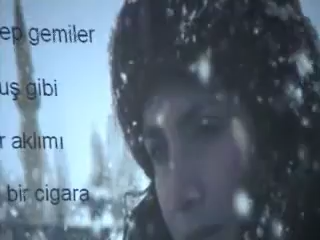 ep gemiler
uş gibi
r aklımı
bir cigara